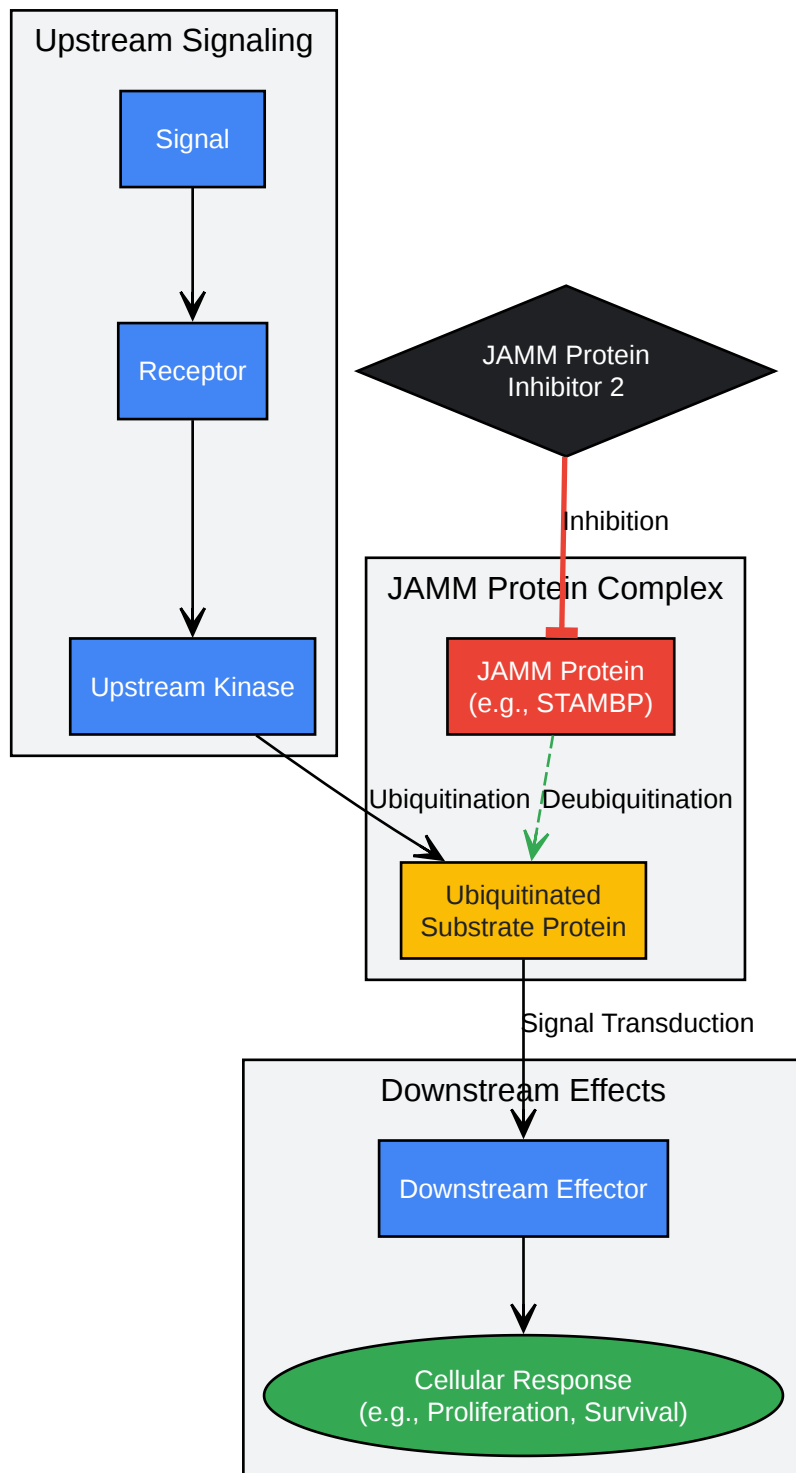 Upstream Signaling
Signal
Receptor
Upstream Kinase
JAMM Protein
Inhibitor 2
Inhibition
JAMM Protein Complex
JAMM Protein
(e.g., STAMBP)
Ubiquitination
Deubiquitination
Ubiquitinated
Substrate Protein
Signal Transduction
Downstream Effects
Downstream Effector
Cellular Response
(e.g., Proliferation, Survival)